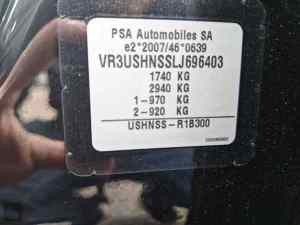 PSA Automobiles SA
e2*2007/46*0639
VR3USHNSSLJ696403
1740 KG
2940 KG
1-970 KG
2-920 KG
USHNSS-R1B300